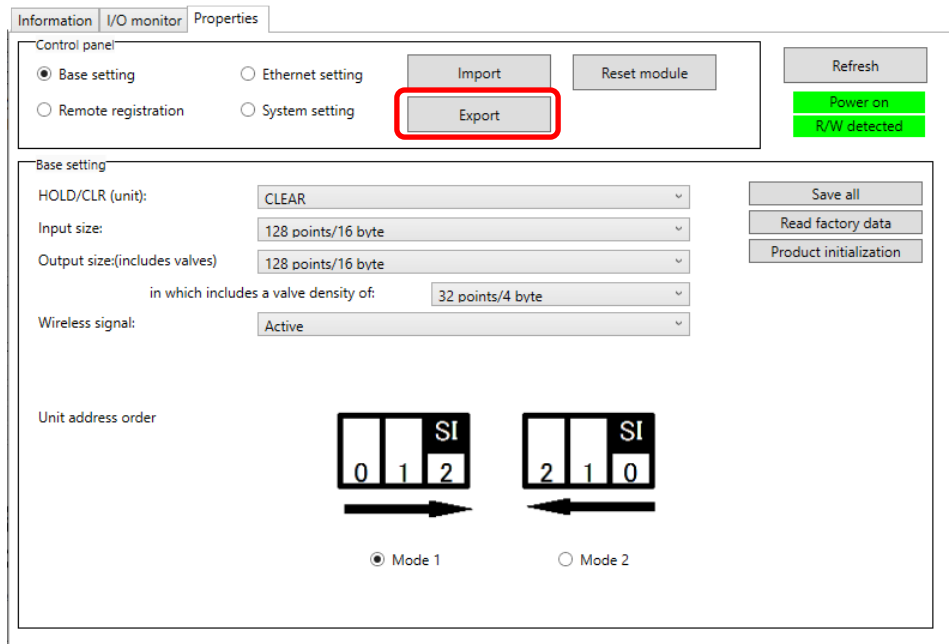 Information I/O monitor Properties
Control panel
Base setting Ethernet setting Import Reset module Refresh
Remote registration System setting Export Power on
R/W detected
Base setting
HOLD/CLR (unit): CLEAR Save all
Input size: 128 points/16 byte Read factory data
Output size:(includes valves) 128 points/16 byte Product initialization
in which includes a valve density of: 32 points/4 byte
Wireless signal: Active
Unit address order
SI SI
0 1 2 2 1 0
Mode 1 Mode 2